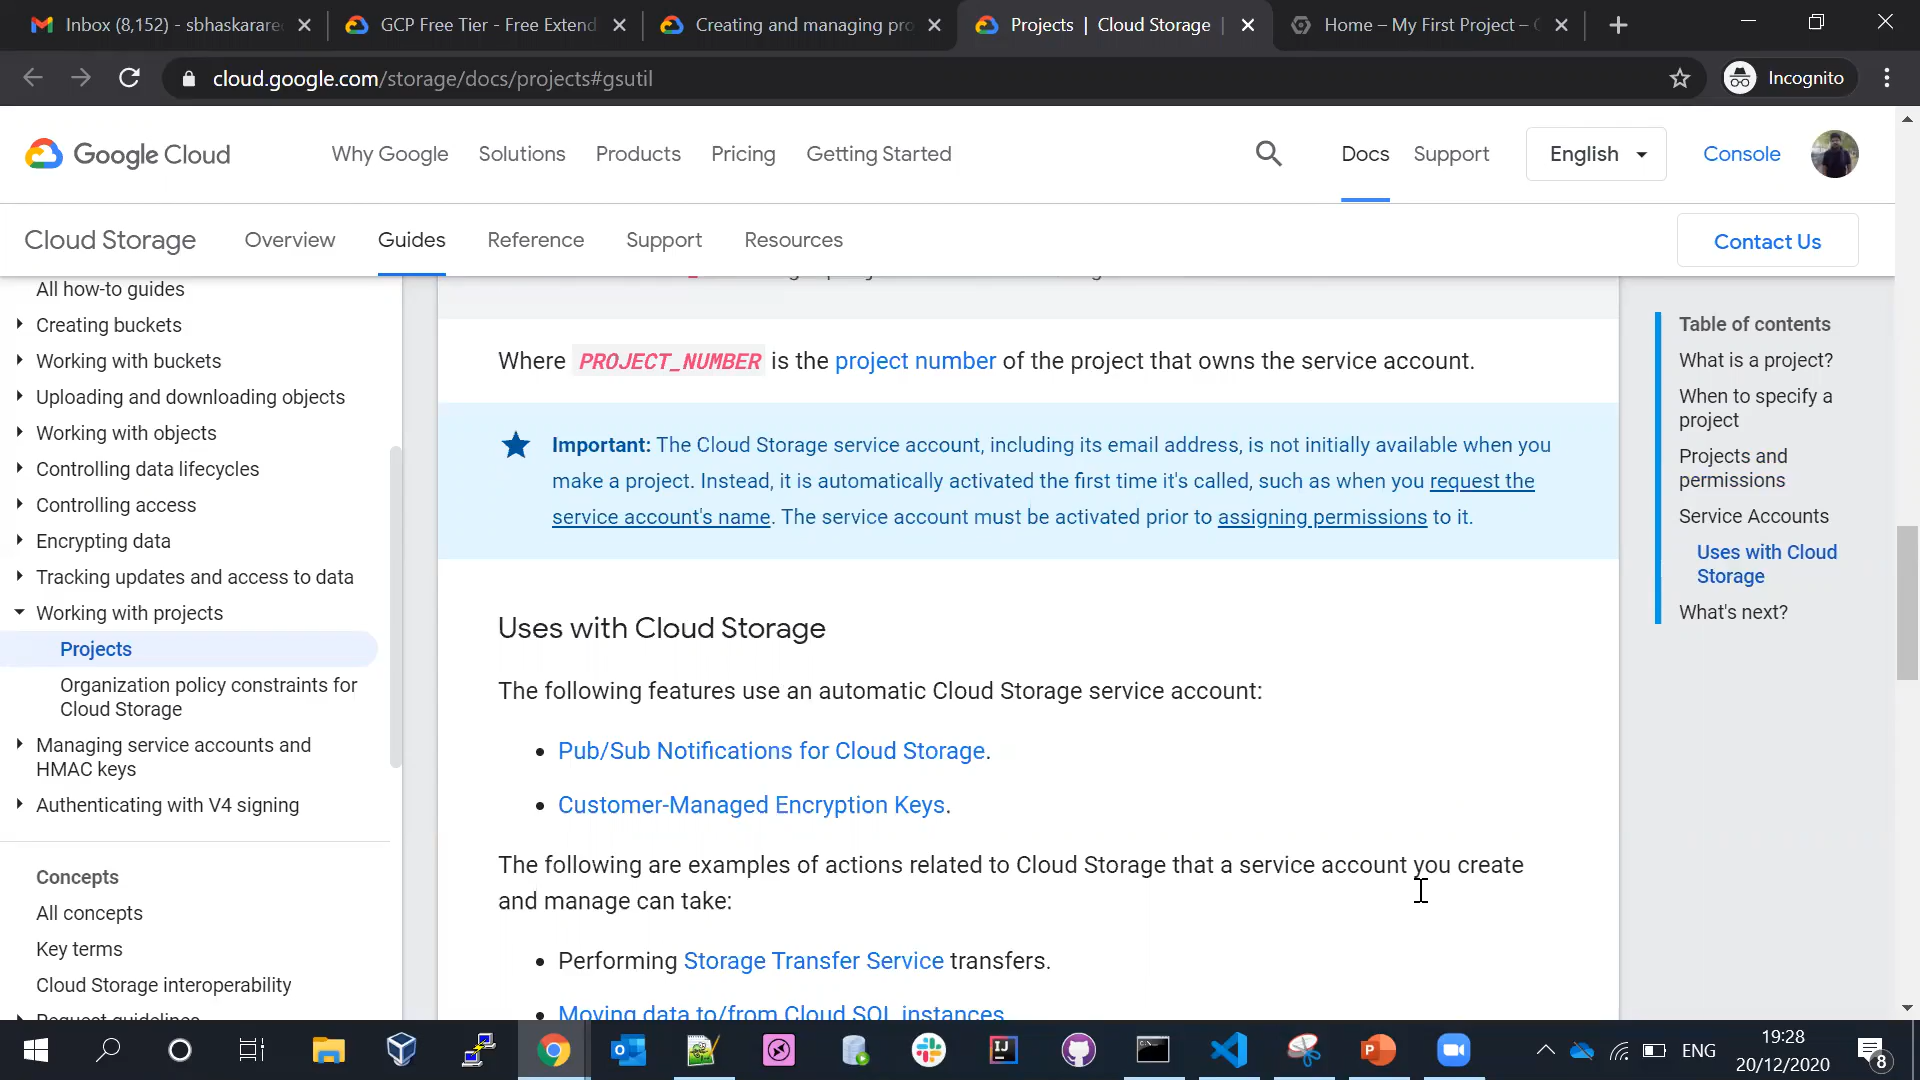 Inbox (8,152) - sbhaskarare
GCP Free Tier - Free Extend
Creating and managing pro
Projects | Cloud Storage
Home – My First Project –
cloud.google.com/storage/docs/projects#gsutil
Incognito
Google Cloud
Why Google
Solutions
Products
Pricing
Getting Started
Docs
Support
English
Console
Cloud Storage
Overview
Guides
Reference
Support
Resources
Contact Us
All how-to guides
Creating buckets
Working with buckets
Uploading and downloading objects
Working with objects
Controlling data lifecycles
Controlling access
Encrypting data
Tracking updates and access to data
Working with projects
Projects
Organization policy constraints for
Cloud Storage
Managing service accounts and
HMAC keys
Authenticating with V4 signing
Concepts
All concepts
Key terms
Cloud Storage interoperability
Request guidelines
Where PROJECT_NUMBER is the project number of the project that owns the service account.
Important: The Cloud Storage service account, including its email address, is not initially available when you
make a project. Instead, it is automatically activated the first time it's called, such as when you request the
service account's name. The service account must be activated prior to assigning permissions to it.
Uses with Cloud Storage
The following features use an automatic Cloud Storage service account:
Pub/Sub Notifications for Cloud Storage.
Customer-Managed Encryption Keys.
The following are examples of actions related to Cloud Storage that a service account you create
and manage can take:
Performing Storage Transfer Service transfers.
Moving data to/from Cloud SQL instances
Table of contents
What is a project?
When to specify a
project
Projects and
permissions
Service Accounts
Uses with Cloud
Storage
What's next?
ENG
19:28
20/12/2020
8